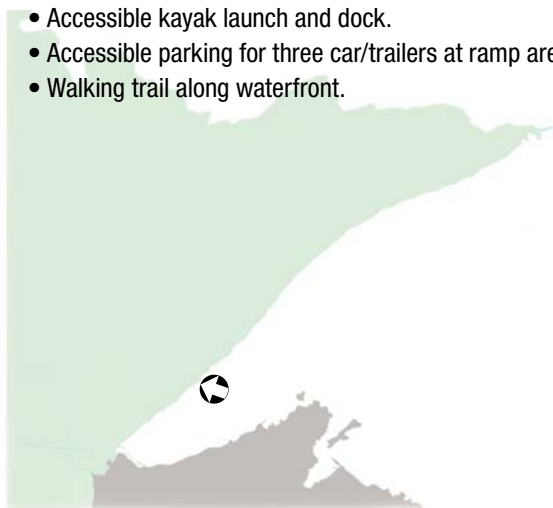 • Accessible kayak launch and dock.
• Accessible parking for three car/trailers at ramp are
• Walking trail along waterfront.